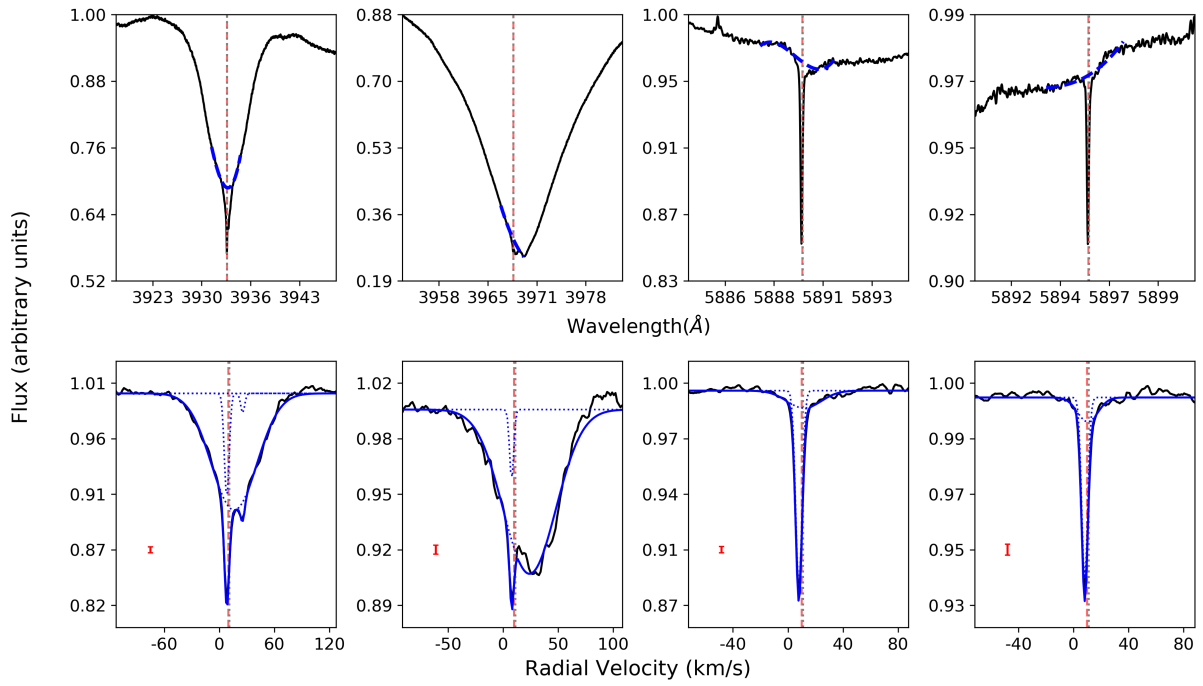 Flux (arbitrary units)
1.00 0.88 0.76 0.64 0.52
3923 3930 3936 3943
0.88 0.70 0.53 0.36 0.19
3958 3965 3971 3978
1.00 0.95 0.91 0.87 0.83
5886 5888 5891 5893
0.99 0.97 0.95 0.92 0.90
5892 5894 5897 5899
Wavelength(Å)
1.01 0.96 0.91 0.87 0.82
-60 0 60 120
1.02 0.98 0.95 0.92 0.89
-50 0 50 100
1.00 0.97 0.94 0.91 0.87
-40 0 40 80
1.00 0.99 0.97 0.95 0.93
-40 0 40 80
Radial Velocity (km/s)